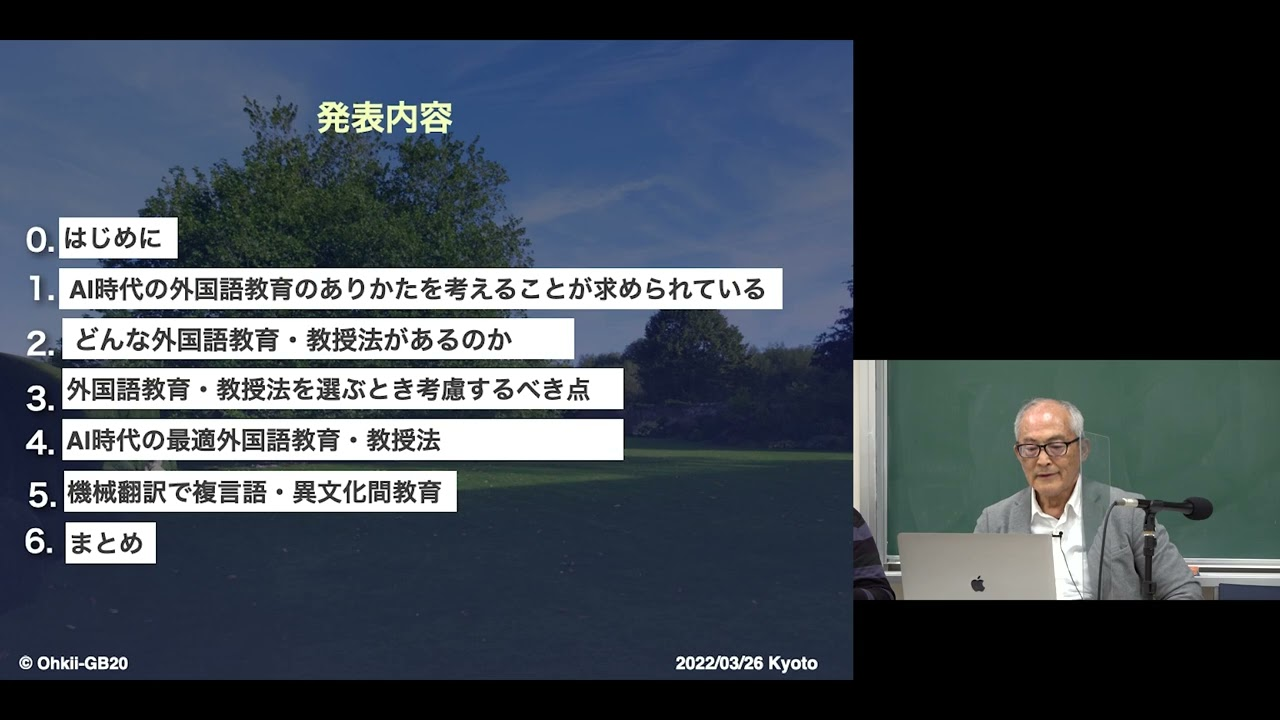 発表内容
0. はじめに
1. AI時代の外国語教育のありかたを考えることが求められている
2. どんな外国語教育・教授法があるのか
3. 外国語教育・教授法を選ぶとき考慮するべき点
4. AI時代の最適外国語教育・教授法
5. 機械翻訳で複言語・異文化間教育
6. まとめ
© Ohkii-GB20
2022/03/26 Kyoto